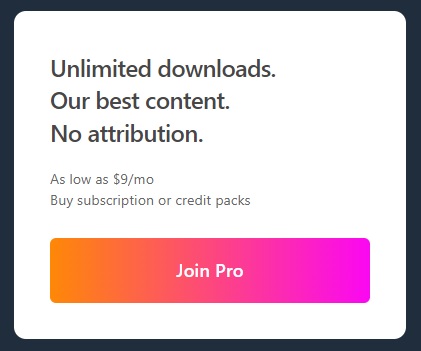 Unlimited downloads.
Our best content.
No attribution.
As low as $9/mo
Buy subscription or credit packs
Join Pro